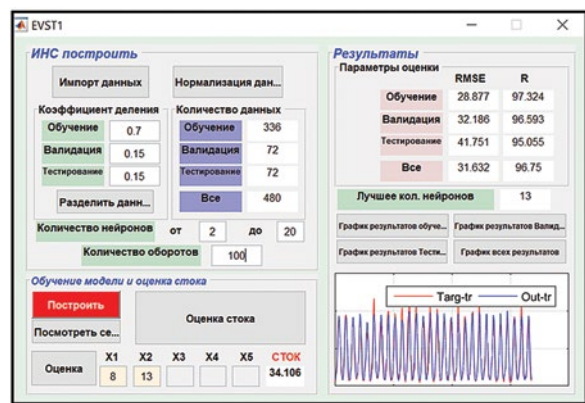 EVST1
ИНС построить
Импорт данных
Нормализация дан...
Коэффициент деления
Обучение 0.7
Валидация 0.15
Тестирование 0.15
Разделить данн...
Количество данных
Обучение 336
Валидация 72
Тестирование 72
Все 480
Количество нейронов от 2 до 20
Количество оборотов 100
Обучение модели и оценка стока
Построить
Посмотреть се...
Оценка стока
X1 X2 X3 X4 X5 СТОК
Оценка 8 13 34.106
Результаты
Параметры оценки
RMSE R
Обучение 28.877 97.324
Валидация 32.186 96.593
Тестирование 41.751 95.055
Все 31.632 96.75
Лучшее кол. нейронов 13
График результатов обуче...
График результатов Валид...
График результатов Тести...
График всех результатов
Targ-tr Out-tr